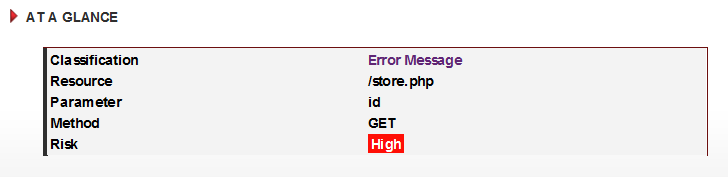 AT A GLANCE
Classification Error Message
Resource /store.php
Parameter id
Method GET
Risk High